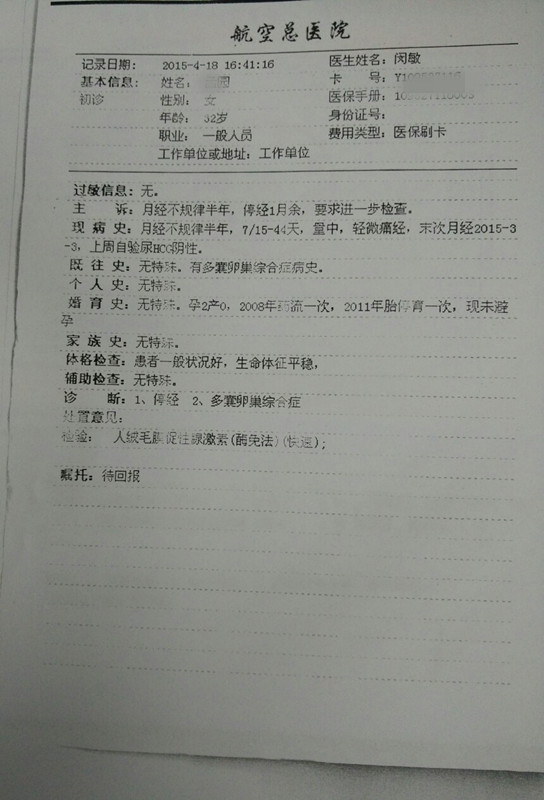 航空总医院
记录日期: 2015-4-18 16:41:16 医生姓名: 闵敏
基本信息: 姓名: 卡 号:
初诊 性别: 女 医保手册:
年龄: 32岁 身份证号:
职业: 一般人员 费用类型: 医保刷卡
工作单位或地址: 工作单位
过敏信息: 无。
主 诉: 月经不规律半年, 停经1月余, 要求进一步检查。
现 病 史: 月经不规律半年, 7/15-44天, 量中, 轻微痛经, 末次月经2015-3
-3, 上周自验尿HCG阴性。
既 往 史: 无特殊。有多囊卵巢综合症病史。
个 人 史: 无特殊。
婚 育 史: 无特殊。孕2产0, 2008年药流一次, 2011年胎停育一次, 现未避
孕
家 族 史: 无特殊。
体格检查: 患者一般状况好, 生命体征平稳,
辅助检查: 无特殊。
诊 断: 1、停经 2、多囊卵巢综合症
处置意见:
检验: 人绒毛膜促性腺激素(酶免法)(快速);
嘱托: 待回报